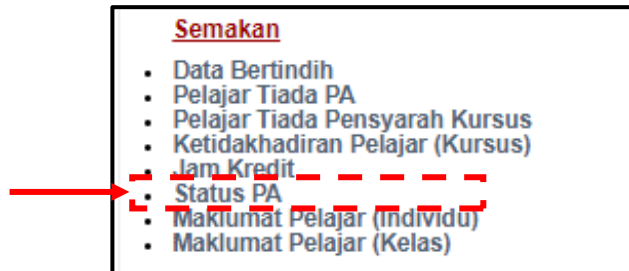 Semakan
Data Bertindih
Pelajar Tiada PA
Pelajar Tiada Pensyarah Kursus
Ketidakhadiran Pelajar (Kursus)
Jam Kredit
Status PA
Maklumat Pelajar (Individu)
Maklumat Pelajar (Kelas)